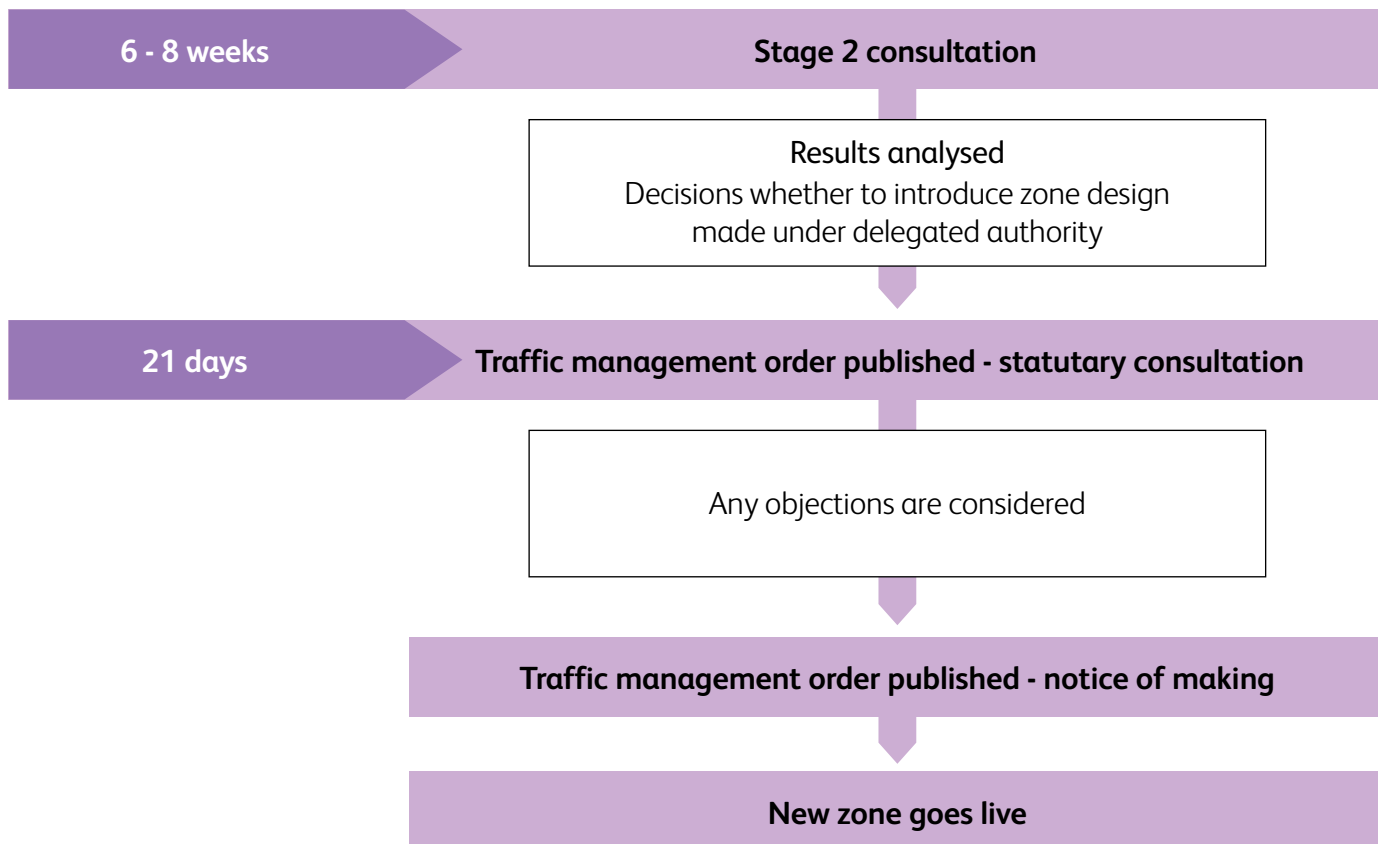 6 - 8 weeks
Stage 2 consultation
Results analysed
Decisions whether to introduce zone design
made under delegated authority
21 days
Traffic management order published - statutary consultation
Any objections are considered
Traffic management order published - notice of making
New zone goes live